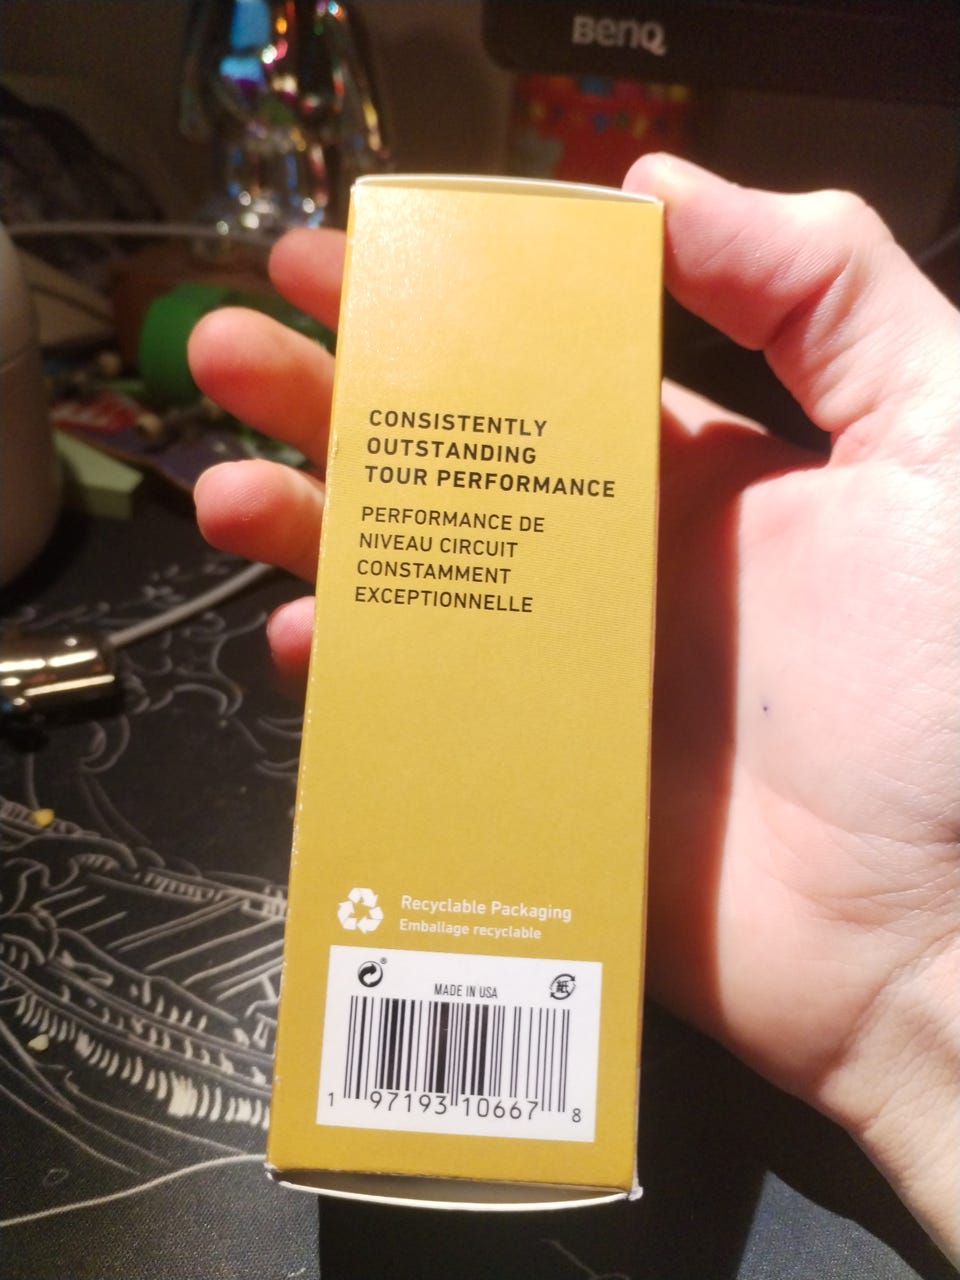 BenQ
CONSISTENTLY
OUTSTANDING
TOUR PERFORMANCE
PERFORMANCE DE
NIVEAU CIRCUIT
CONSTAMMENT
EXCEPTIONNELLE
Recyclable Packaging
Emballage recyclable
®
MADE IN USA
紙
1 97193 10667 8